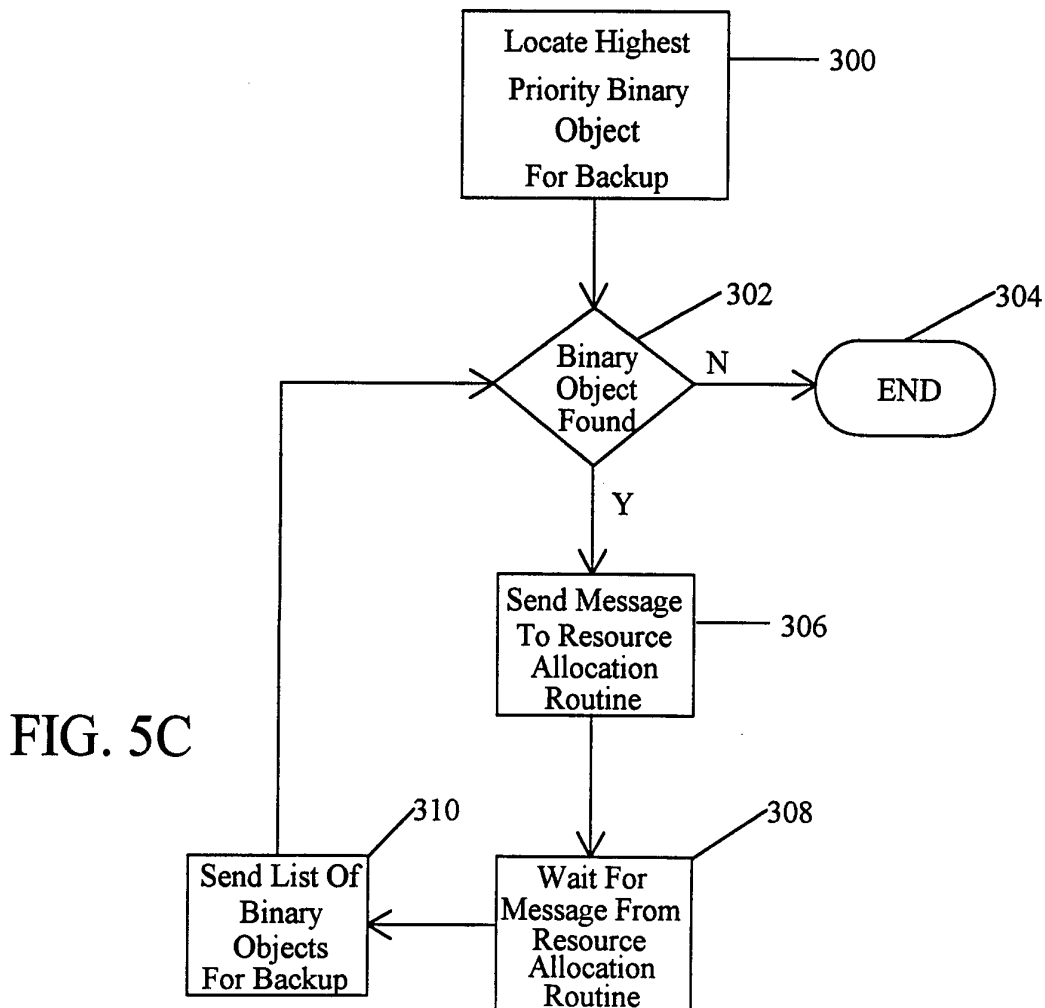 Locate Highest
Priority Binary
Object
For Backup
300
302
304
Binary
Object
Found
N
END
Y
Send Message
To Resource
Allocation
Routine
306
FIG. 5C
310
308
Send List Of
Binary
Objects
For Backup
Wait For
Message From
Resource
Allocation
Routine